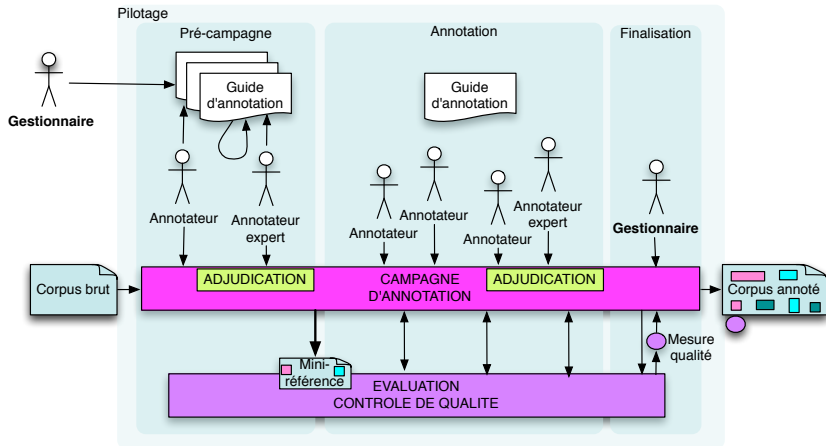 Pilotage
Pré-campagne
Annotation
Finalisation
Guide
d'annotation
Guide
d'annotation
Gestionnaire
Annotateur
Annotateur
expert
Annotateur
Annotateur
Annotateur
Annotateur
expert
Gestionnaire
Corpus brut
ADJUDICATION
CAMPAGNE
D'ANNOTATION
ADJUDICATION
Corpus annoté
Mesure
qualité
Mini-
référence
EVALUATION
CONTROLE DE QUALITE